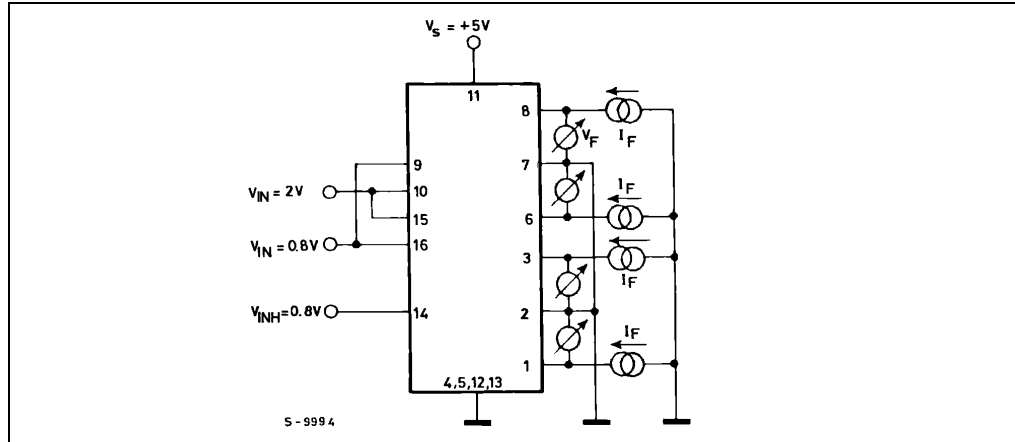 Vs = +5V
11
8
IF
VF
9
7
VIN = 2V
10
15
6
IF
VIN = 0.8V
16
3
IF
VINH = 0.8V
14
2
1
IF
4,5,12,13
S-9994